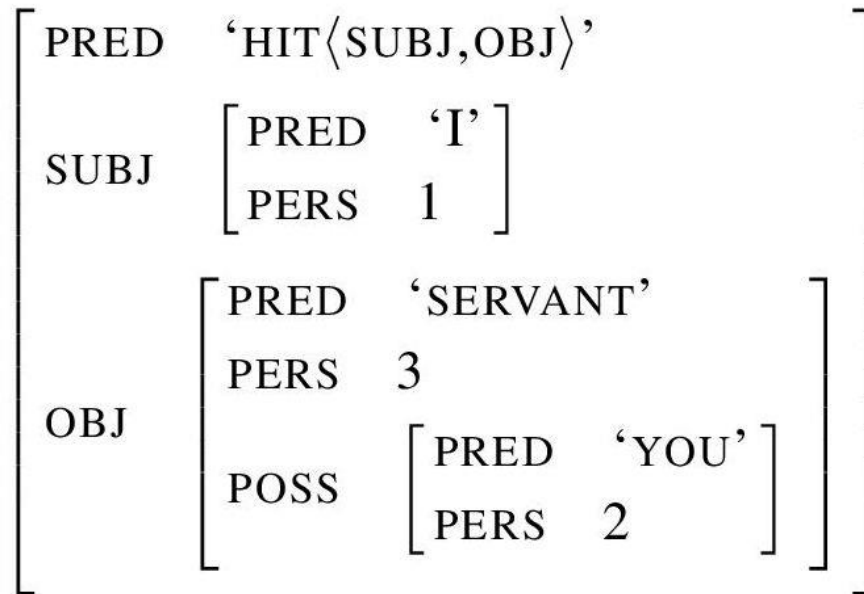 PRED ‘HIT⟨SUBJ,OBJ⟩’
SUBJ
PRED ‘I’
PERS 1
OBJ
PRED ‘SERVANT’
PERS 3
POSS
PRED ‘YOU’
PERS 2